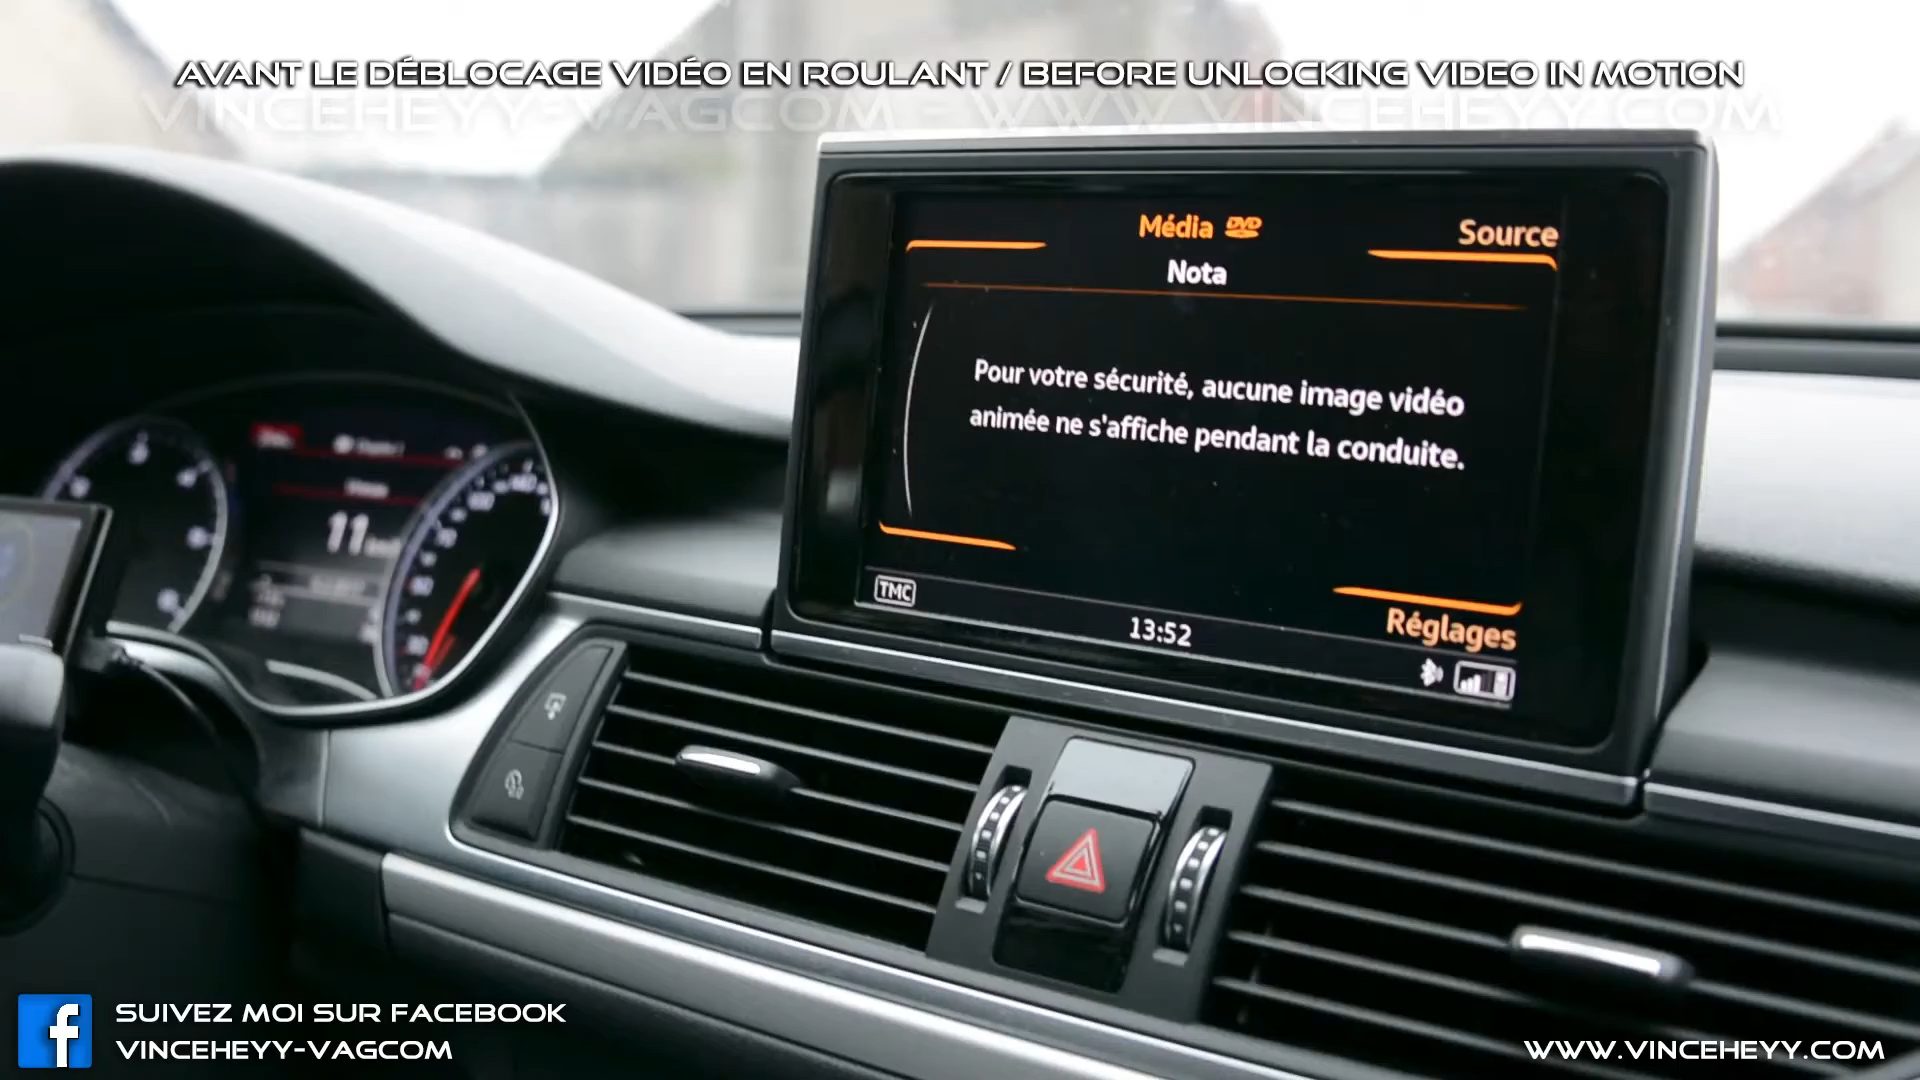 AVANT LE DÉBLOCAGE VIDÉO EN ROULANT / BEFORE UNLOCKING VIDEO IN MOTION
VINCEHEYY-VAGCOM - WWW.VINCEHEYY.COM
Média DVD
Source
Nota
Pour votre sécurité, aucune image vidéo
animée ne s'affiche pendant la conduite.
11
TMC
13:52
Réglages
SUIVEZ MOI SUR FACEBOOK
VINCEHEYY-VAGCOM
WWW.VINCEHEYY.COM